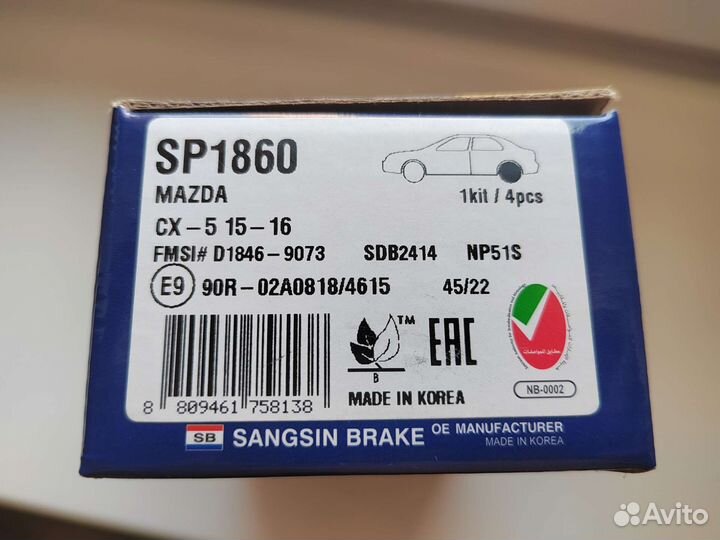 SP1860
MAZDA
1kit / 4pcs
CX-5 15-16
FMSI# D1846-9073 SDB2414 NP51S
E9 90R-02A0818/4615 45/22
TM
EAC
B
MADE IN KOREA
مطابق للمواصفات
NB-0002
8 809461 758138
SB SANGSIN BRAKE OE MANUFACTURER
MADE IN KOREA
Avito